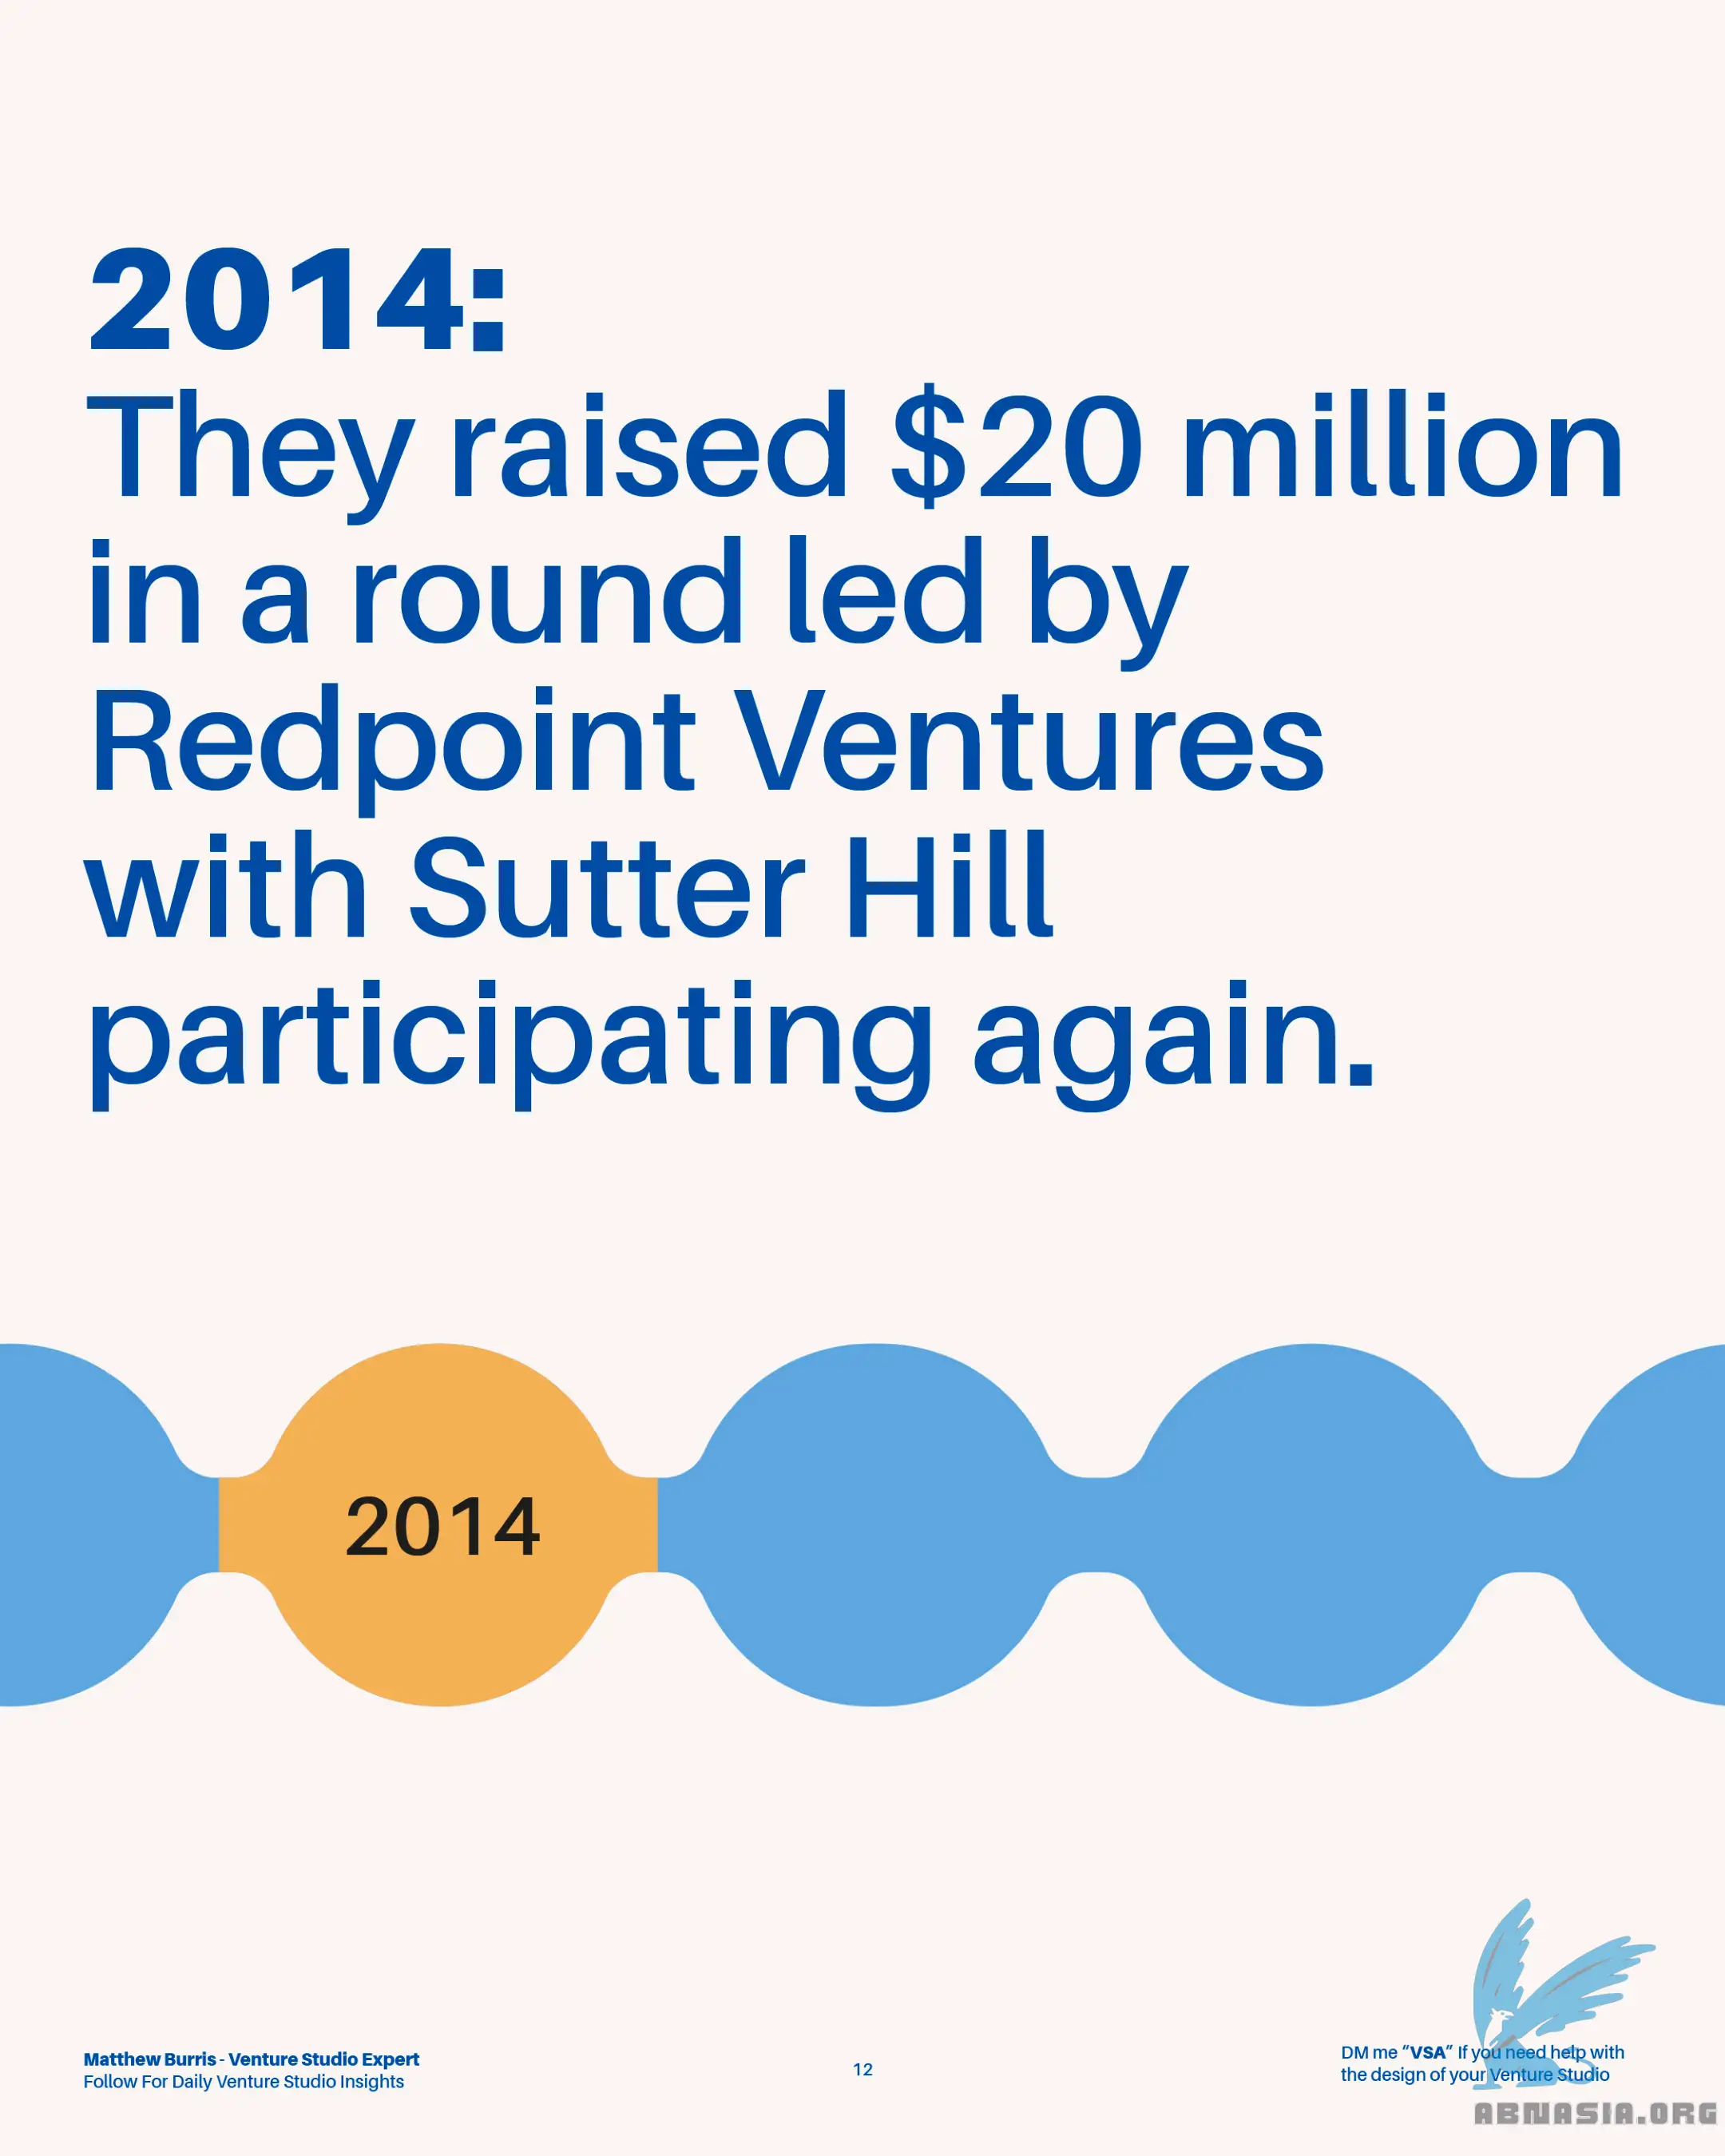 2014:
They raised $20 million
in a round led by
Redpoint Ventures
with Sutter Hill
participating again.
2014
Matthew Burris - Venture Studio Expert
Follow For Daily Venture Studio Insights
12
DM me “VSA” If you need help with
the design of your Venture Studio
ABNASIA.ORG